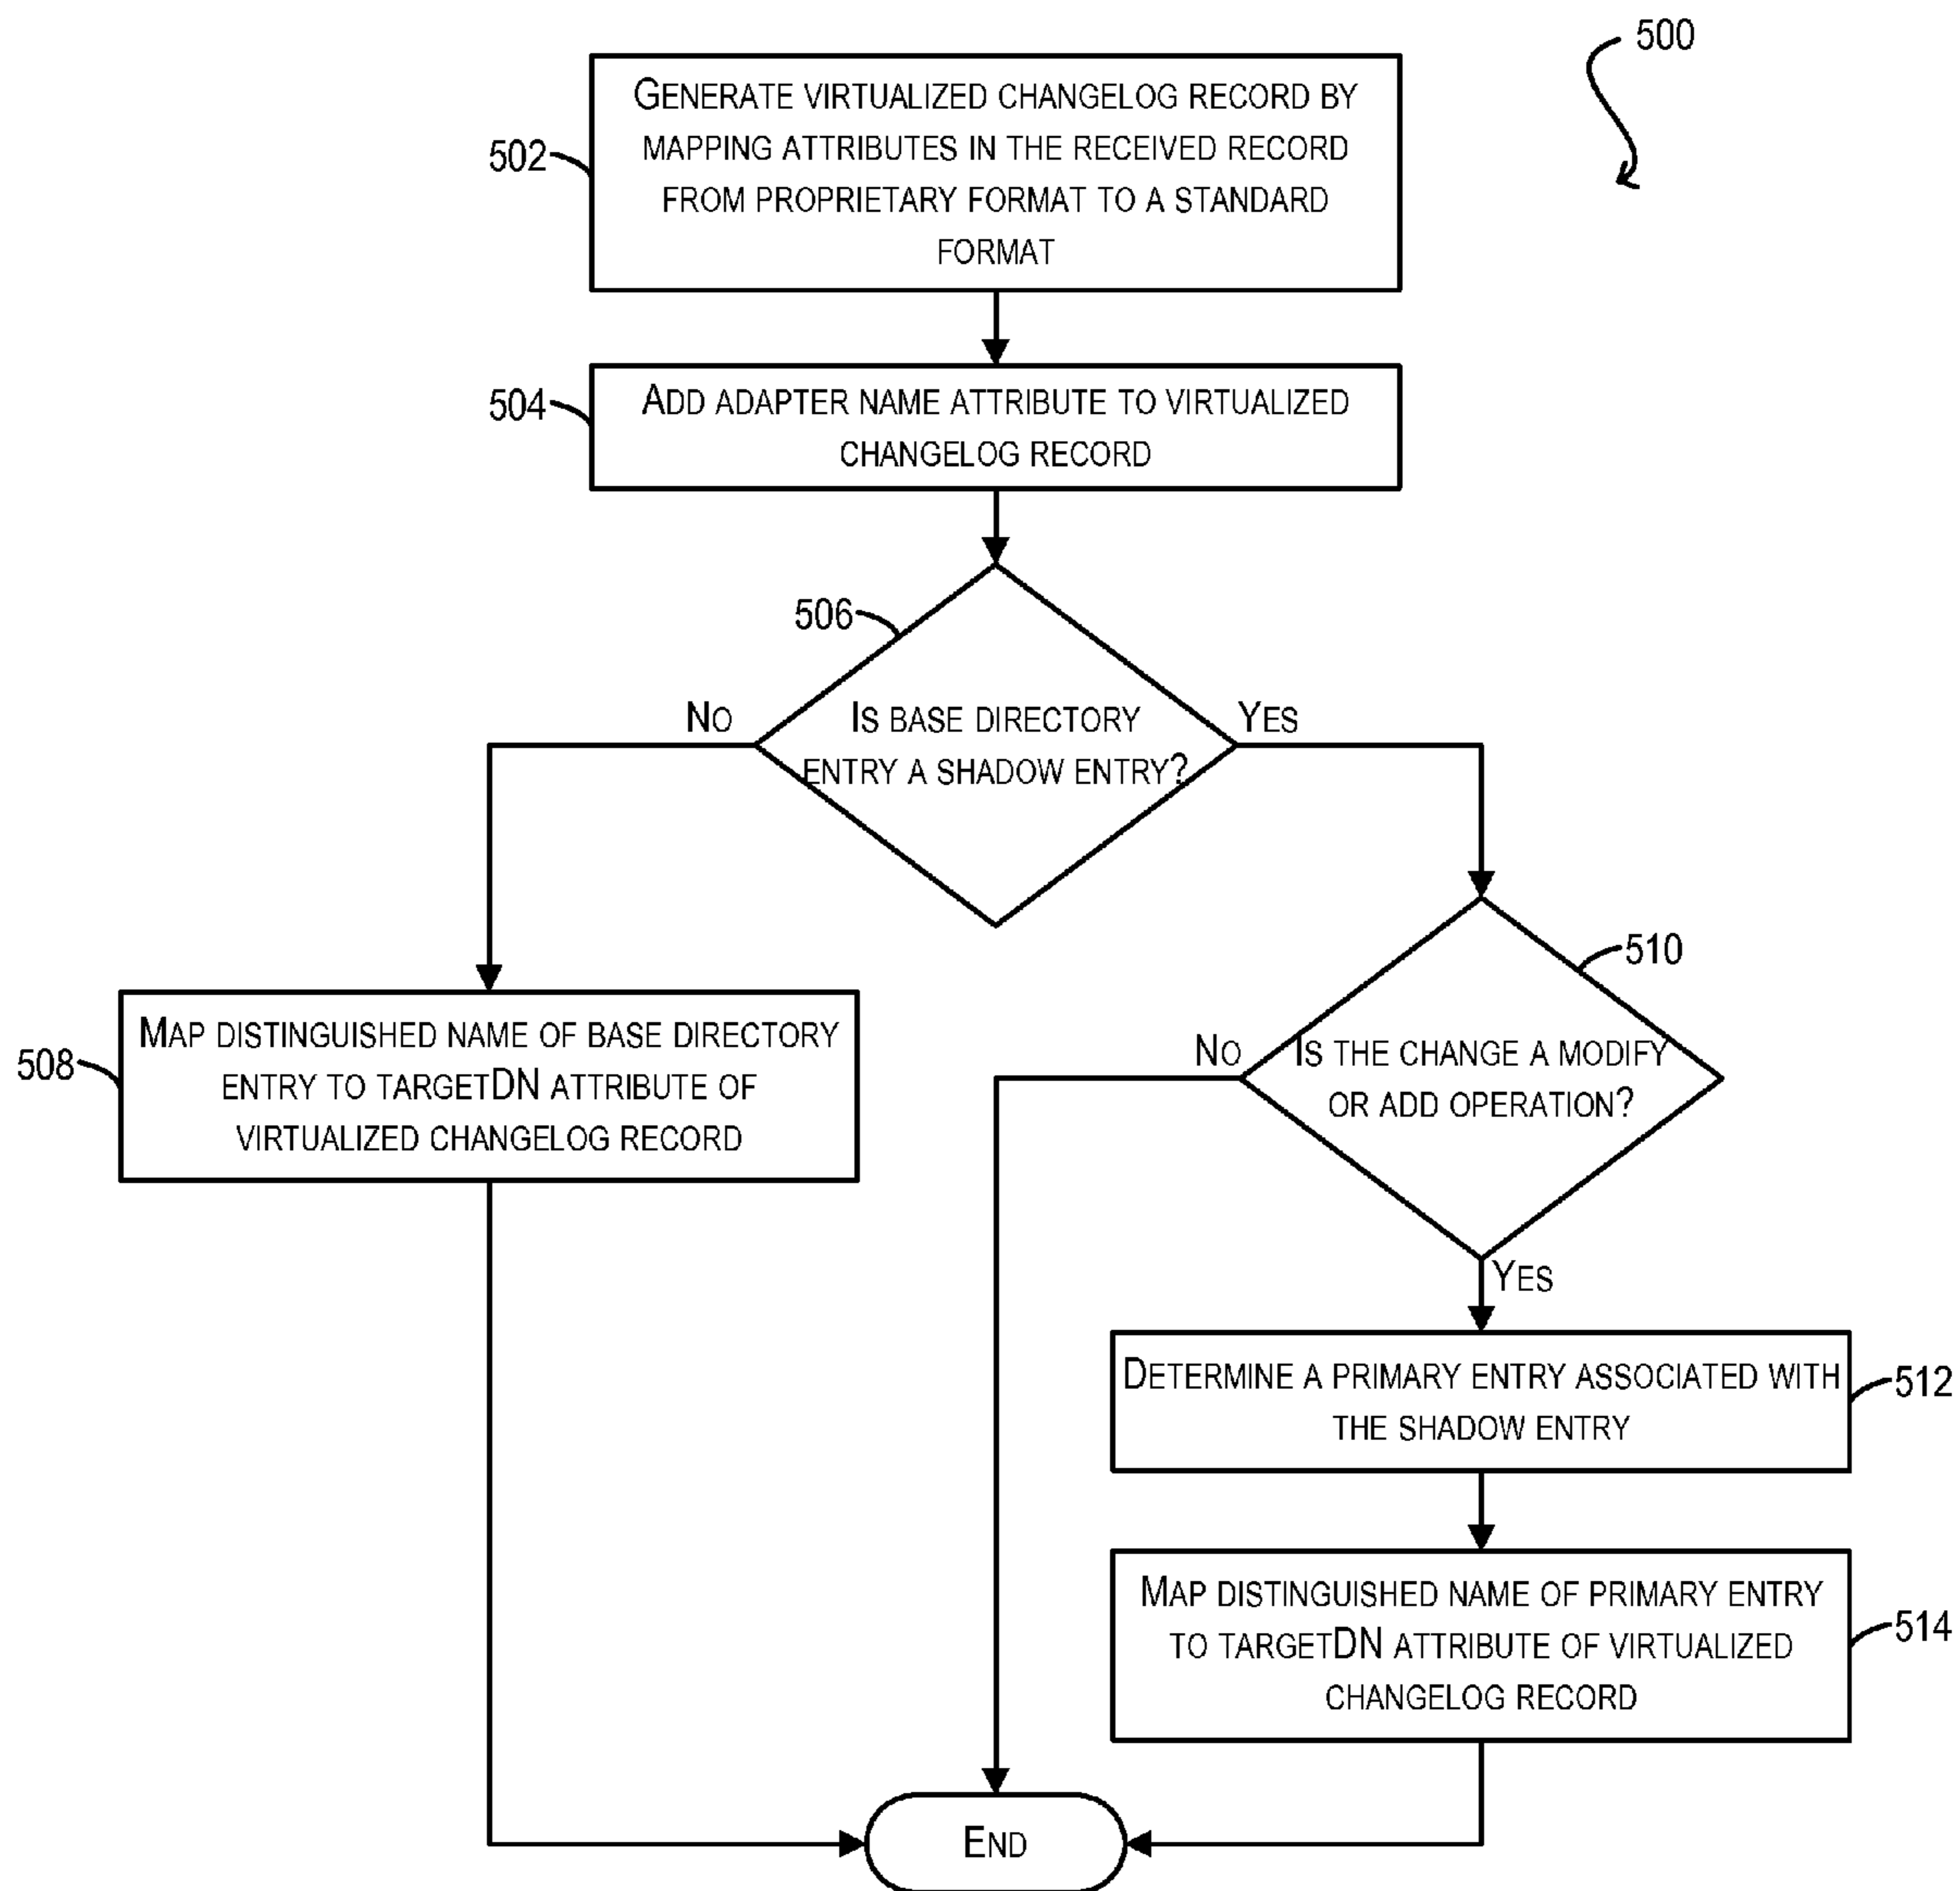 500
502
GENERATE VIRTUALIZED CHANGELOG RECORD BY
MAPPING ATTRIBUTES IN THE RECEIVED RECORD
FROM PROPRIETARY FORMAT TO A STANDARD
FORMAT
504
ADD ADAPTER NAME ATTRIBUTE TO VIRTUALIZED
CHANGELOG RECORD
506
NO
IS BASE DIRECTORY
ENTRY A SHADOW ENTRY?
YES
508
MAP DISTINGUISHED NAME OF BASE DIRECTORY
ENTRY TO TARGETDN ATTRIBUTE OF
VIRTUALIZED CHANGELOG RECORD
510
NO
IS THE CHANGE A MODIFY
OR ADD OPERATION?
YES
DETERMINE A PRIMARY ENTRY ASSOCIATED WITH
THE SHADOW ENTRY
512
MAP DISTINGUISHED NAME OF PRIMARY ENTRY
TO TARGETDN ATTRIBUTE OF VIRTUALIZED
CHANGELOG RECORD
514
END